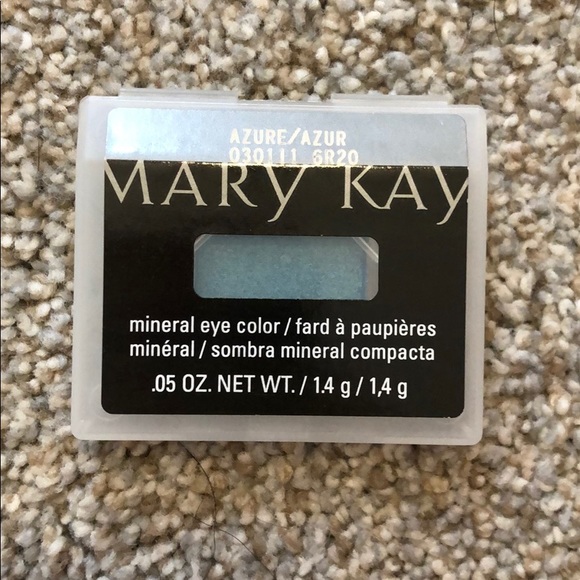 AZURE/AZUR
030111 6R20
MARY KAY
mineral eye color / fard à paupières
minéral / sombra mineral compacta
.05 OZ. NET WT. / 1.4 g / 1,4 g